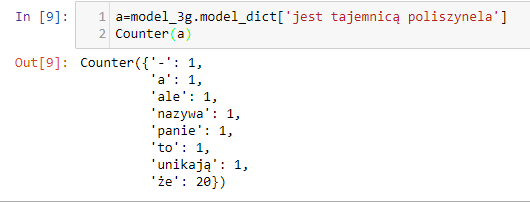 In [9]: 1 a=model_3g.model_dict['jest tajemnicą poliszynela']
2 Counter(a)
Out[9]: Counter({'-': 1,
'a': 1,
'ale': 1,
'nazywa': 1,
'panie': 1,
'to': 1,
'unikają': 1,
'że': 20})